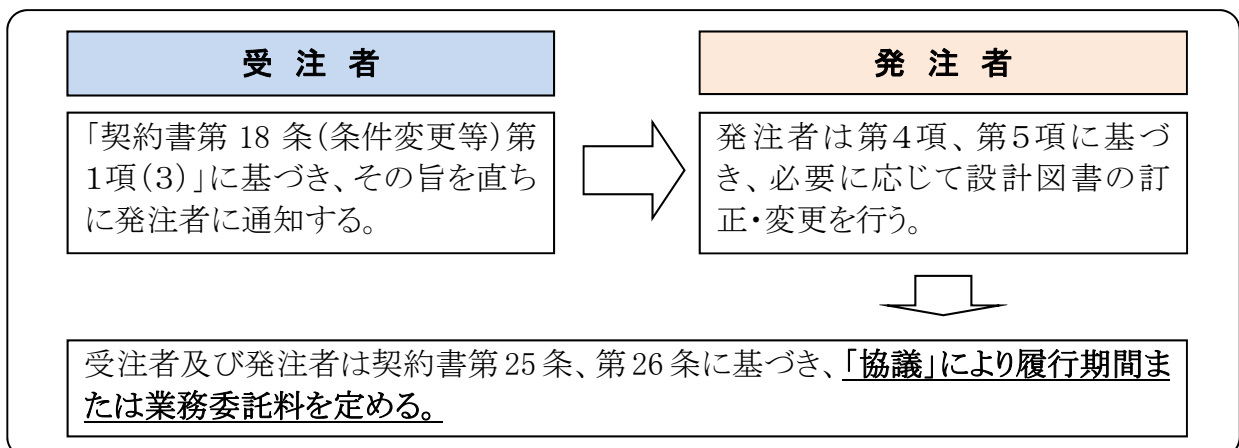 受 注 者
「契約書第 18 条(条件変更等)第
1項(3)」に基づき、その旨を直ち
に発注者に通知する。
発 注 者
発注者は第4項、第5項に基づ
き、必要に応じて設計図書の訂
正・変更を行う。
受注者及び発注者は契約書第 25 条、第 26 条に基づき、「協議」により履行期間ま
たは業務委託料を定める。